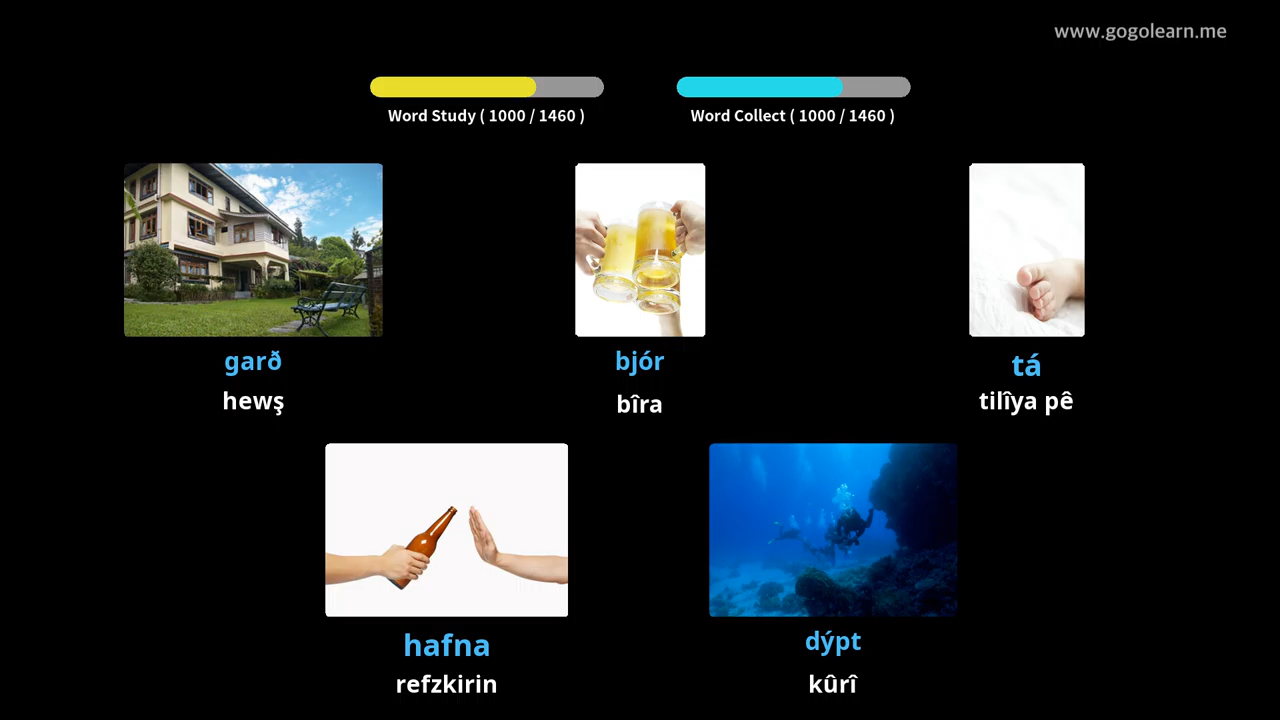 www.gogolearn.me
Word Study ( 1000 / 1460 )
Word Collect ( 1000 / 1460 )
garð
hewş
bjór
bîra
tá
tilîya pê
hafna
refzkirin
dýpt
kûrî